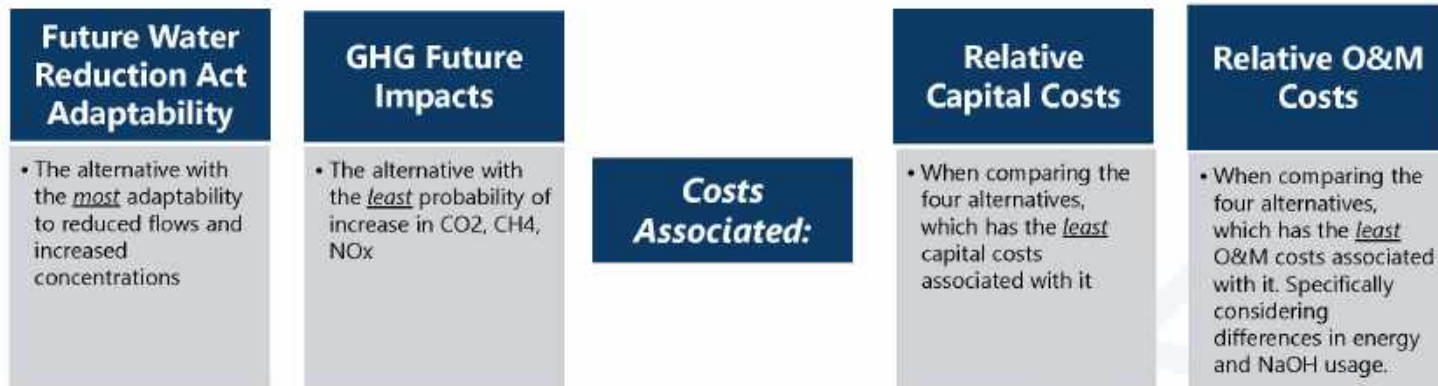 Future Water
Reduction Act
Adaptability
• The alternative with
the most adaptability
to reduced flows and
increased
concentrations
GHG Future
Impacts
• The alternative with
the least probability of
increase in CO2, CH4,
NOx
Costs
Associated:
Relative
Capital Costs
• When comparing the
four alternatives,
which has the least
capital costs
associated with it
Relative O&M
Costs
• When comparing the
four alternatives,
which has the least
O&M costs associated
with it. Specifically
considering
differences in energy
and NaOH usage.